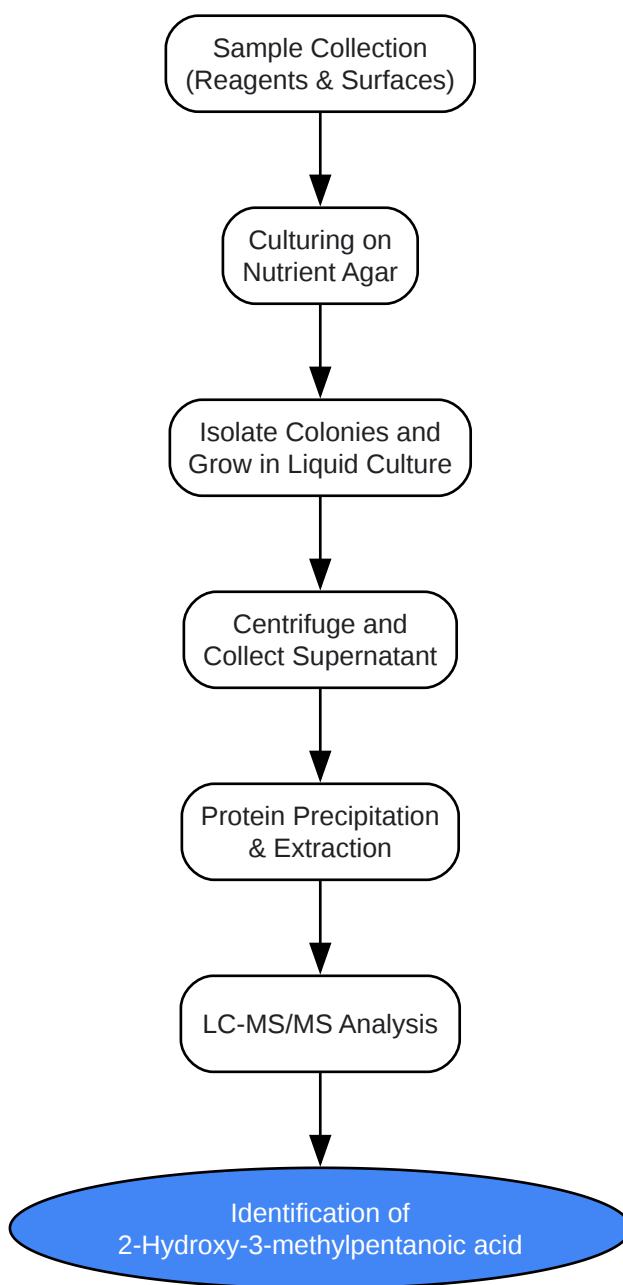 Sample Collection
(Reagents & Surfaces)
Culturing on
Nutrient Agar
Isolate Colonies and
Grow in Liquid Culture
Centrifuge and
Collect Supernatant
Protein Precipitation
& Extraction
LC-MS/MS Analysis
Identification of
2-Hydroxy-3-methylpentanoic acid